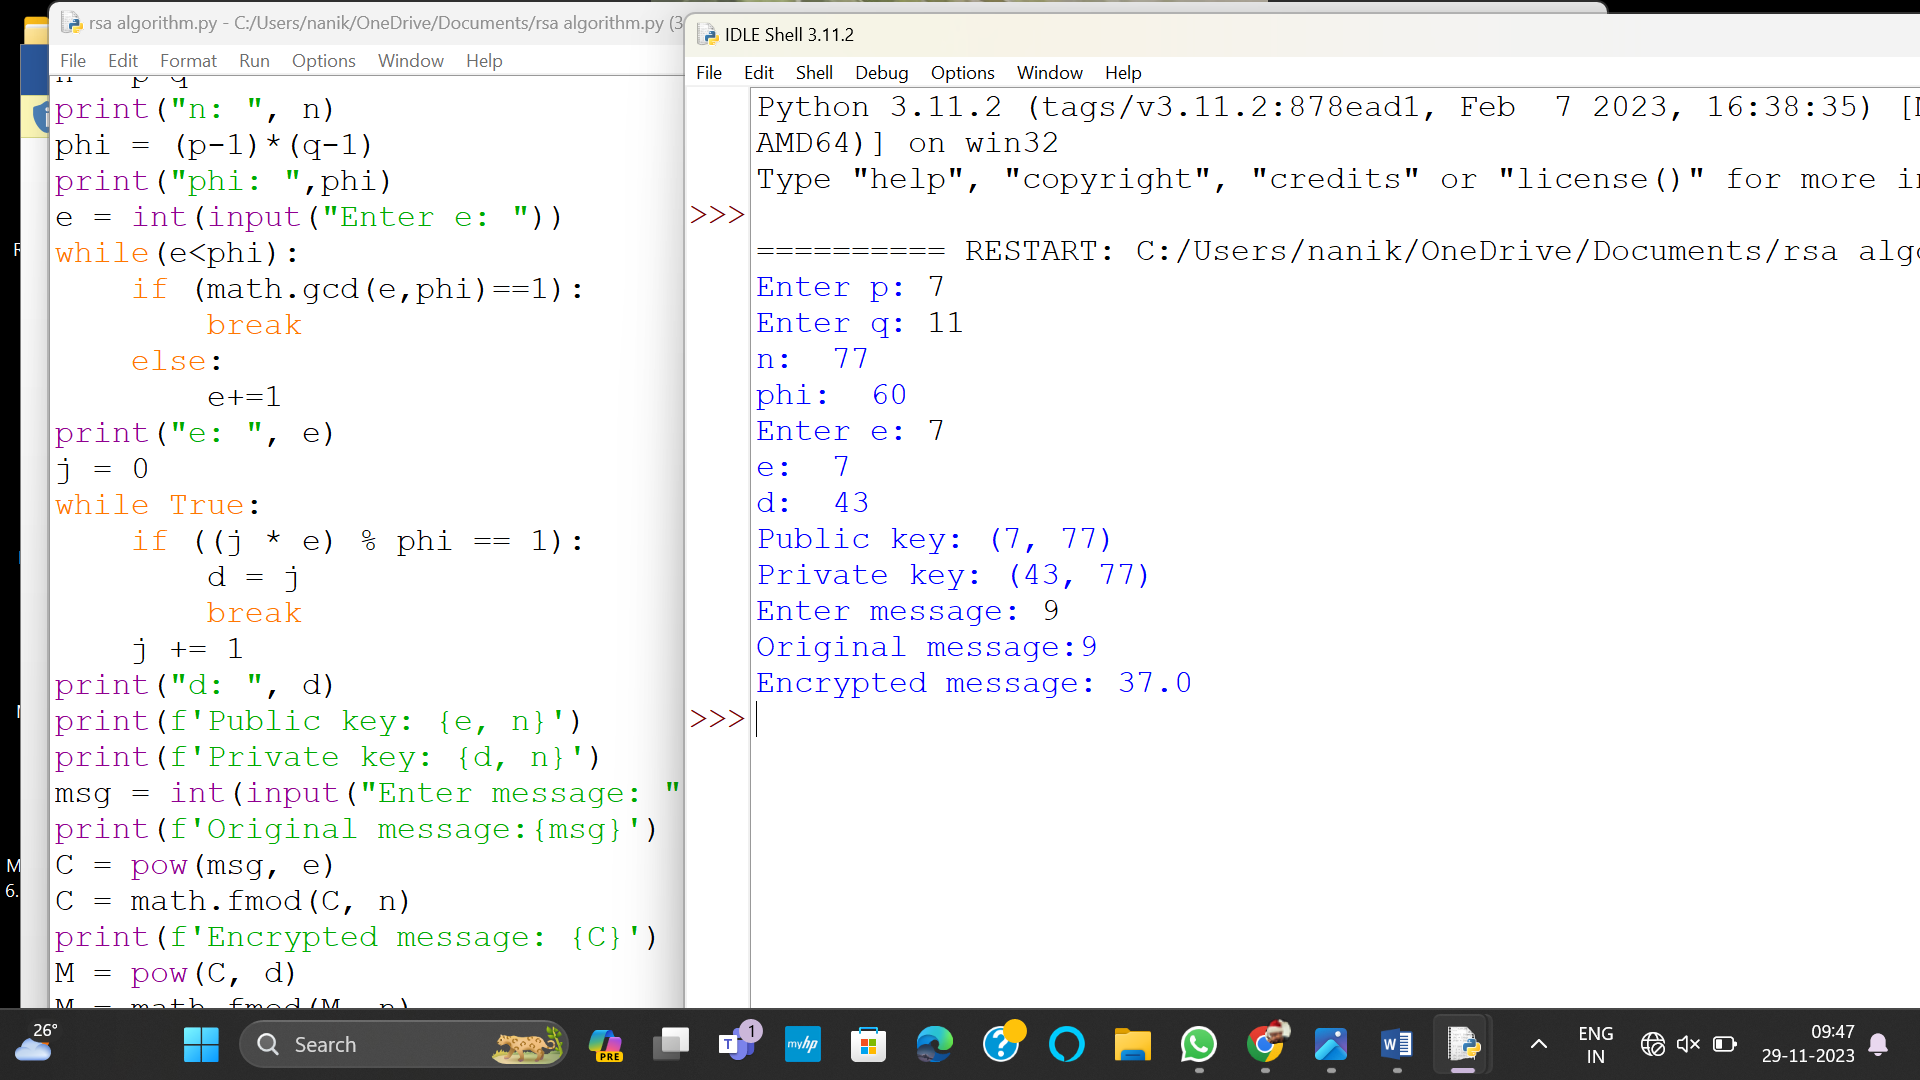 rsa algorithm.py - C:/Users/nanik/OneDrive/Documents/rsa algorithm.py (3
File Edit Format Run Options Window Help
print("n: ", n)
phi = (p-1)*(q-1)
print("phi: ",phi)
e = int(input("Enter e: "))
while(e<phi):
    if (math.gcd(e,phi)==1):
        break
    else:
        e+=1
print("e: ", e)
j = 0
while True:
    if ((j * e) % phi == 1):
        d = j
        break
    j += 1
print("d: ", d)
print(f'Public key: {e, n}')
print(f'Private key: {d, n}')
msg = int(input("Enter message: "
print(f'Original message:{msg}')
C = pow(msg, e)
C = math.fmod(C, n)
print(f'Encrypted message: {C}')
M = pow(C, d)
M = math.fmod(M, n)
IDLE Shell 3.11.2
File Edit Shell Debug Options Window Help
Python 3.11.2 (tags/v3.11.2:878ead1, Feb  7 2023, 16:38:35) [
AMD64)] on win32
Type "help", "copyright", "credits" or "license()" for more
>>>
========== RESTART: C:/Users/nanik/OneDrive/Documents/rsa
Enter p: 7
Enter q: 11
n:  77
phi:  60
Enter e: 7
e:  7
d:  43
Public key: (7, 77)
Private key: (43, 77)
Enter message: 9
Original message:9
Encrypted message: 37.0
>>>
26°
Search
PRE
T 1
myhp
W
ENG
IN
09:47
29-11-2023